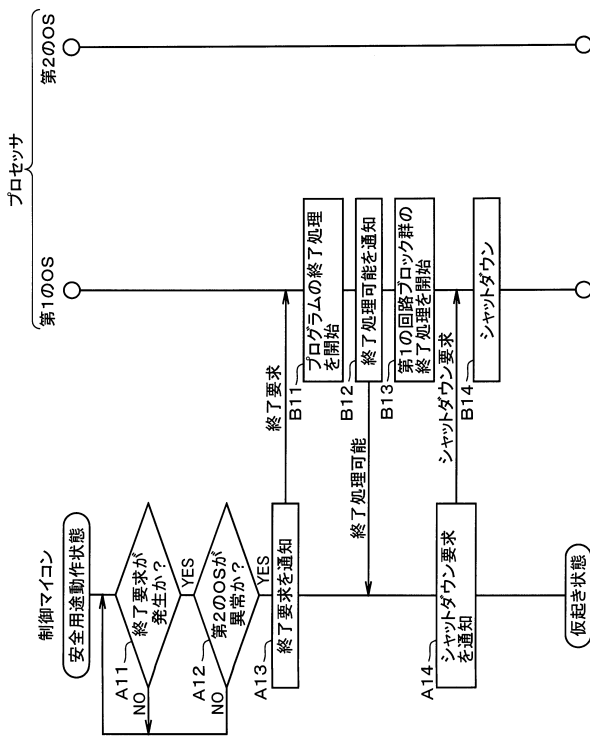 プロセッサ
制御マイコン
第1のOS
第2のOS
安全用途動作状態
A11
終了要求が
発生か?
NO
YES
A12
第2のOSが
異常か?
NO
YES
A13
終了要求を通知
終了要求
B11
プログラムの終了処理
を開始
B12
終了処理可能を通知
終了処理可能
B13
第1の回路ブロック群の
終了処理を開始
A14
シャットダウン要求
を通知
シャットダウン要求
B14
シャットダウン
仮起き状態